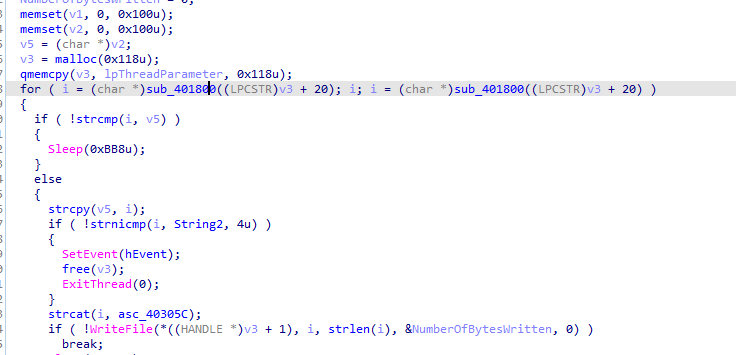 memset(v1, 0, 0x100u);
memset(v2, 0, 0x100u);
v5 = (char *)v2;
v3 = malloc(0x118u);
qmemcpy(v3, lpThreadParameter, 0x118u);
for ( i = (char *)sub_401800((LPCSTR)v3 + 20); i; i = (char *)sub_401800((LPCSTR)v3 + 20) )
{
if ( !strcmp(i, v5) )
{
Sleep(0xBB8u);
}
else
{
strcpy(v5, i);
if ( !strnicmp(i, String2, 4u) )
{
SetEvent(hEvent);
free(v3);
ExitThread(0);
}
strcat(i, asc_40305C);
if ( !WriteFile(*((HANDLE *)v3 + 1), i, strlen(i), &NumberOfBytesWritten, 0) )
break;